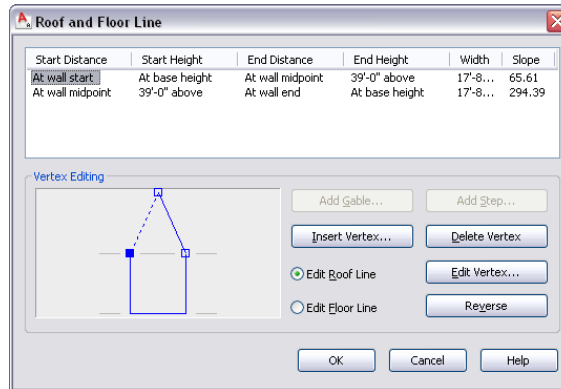 Roof and Floor Line
Start Distance Start Height End Distance End Height Width Slope
At wall start At base height At wall midpoint 39'-0" above 17'-8... 65.61
At wall midpoint 39'-0" above At wall end At base height 17'-8... 294.39
Vertex Editing
Add Gable... Add Step...
Insert Vertex... Delete Vertex
Edit Roof Line Edit Vertex...
Edit Floor Line Reverse
OK Cancel Help